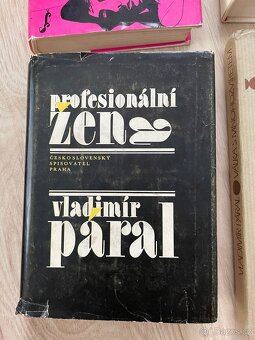 profesionální
žena
ČESKOSLOVENSKÝ
SPISOVATEL
PRAHA
vladimír
páral